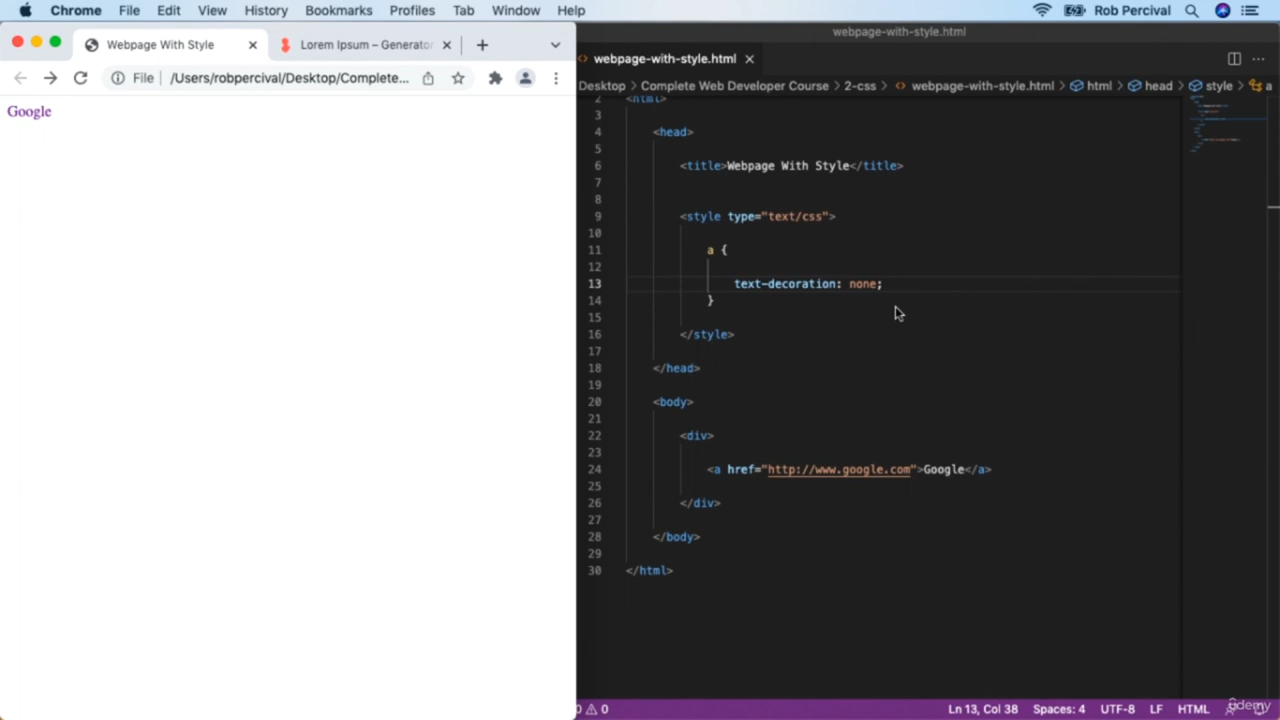 Chrome File Edit View History Bookmarks Profiles Tab Window Help Rob Percival
Webpage With Style
Lorem Ipsum – Generator
File /Users/robpercival/Desktop/Complete...
Google
webpage-with-style.html
webpage-with-style.html
Desktop > Complete Web Developer Course > 2-css > webpage-with-style.html > html > head > style > a
2 <html>
3
4 <head>
5
6 <title>Webpage With Style</title>
7
8
9 <style type="text/css">
10
11 a {
12
13 text-decoration: none;
14 }
15
16 </style>
17
18 </head>
19
20 <body>
21
22 <div>
23
24 <a href="http://www.google.com">Google</a>
25
26 </div>
27
28 </body>
29
30 </html>
0 0 Ln 13, Col 38 Spaces: 4 UTF-8 LF HTML
ûdemy